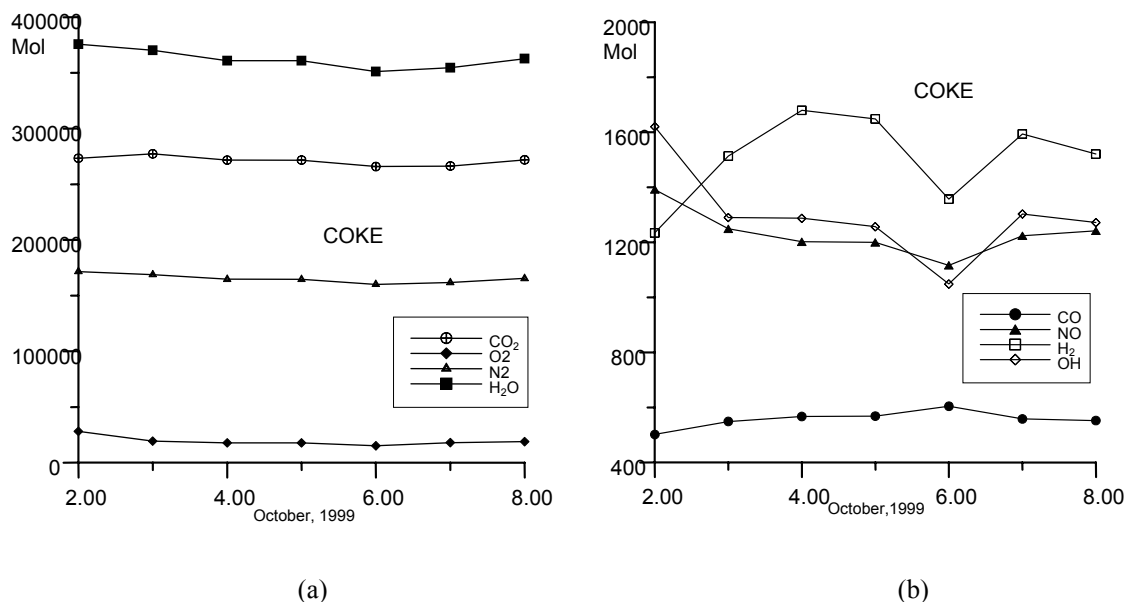 400000
Mol
300000
200000
100000
0
COKE
CO₂
O2
N2
H₂O
2.00
4.00
6.00
8.00
October, 1999
(a)
2000
Mol
1600
1200
800
400
COKE
CO
NO
H₂
OH
2.00
4.00
6.00
8.00
October,1999
(b)